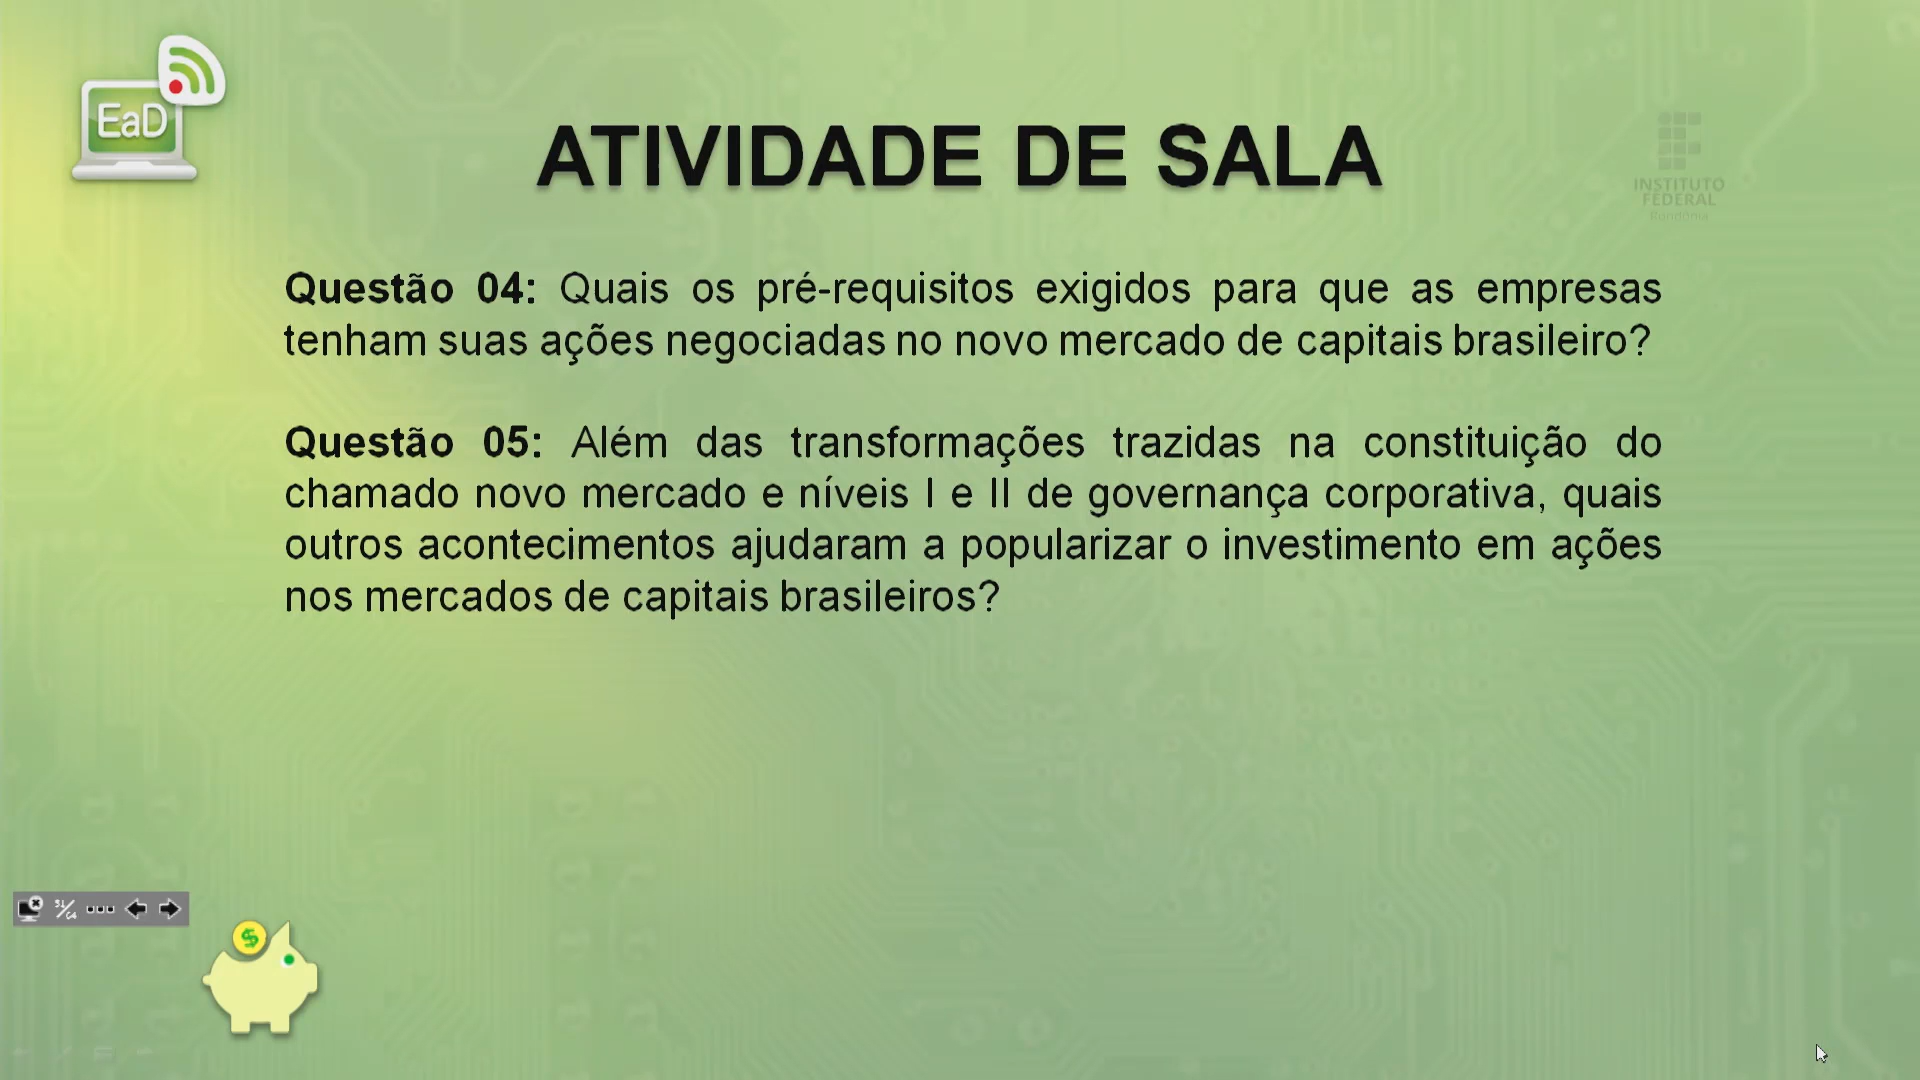 EaD
ATIVIDADE DE SALA
INSTITUTO
FEDERAL
Rondônia
Questão 04: Quais os pré-requisitos exigidos para que as empresas
tenham suas ações negociadas no novo mercado de capitais brasileiro?
Questão 05: Além das transformações trazidas na constituição do
chamado novo mercado e níveis I e II de governança corporativa, quais
outros acontecimentos ajudaram a popularizar o investimento em ações
nos mercados de capitais brasileiros?
51/64
$